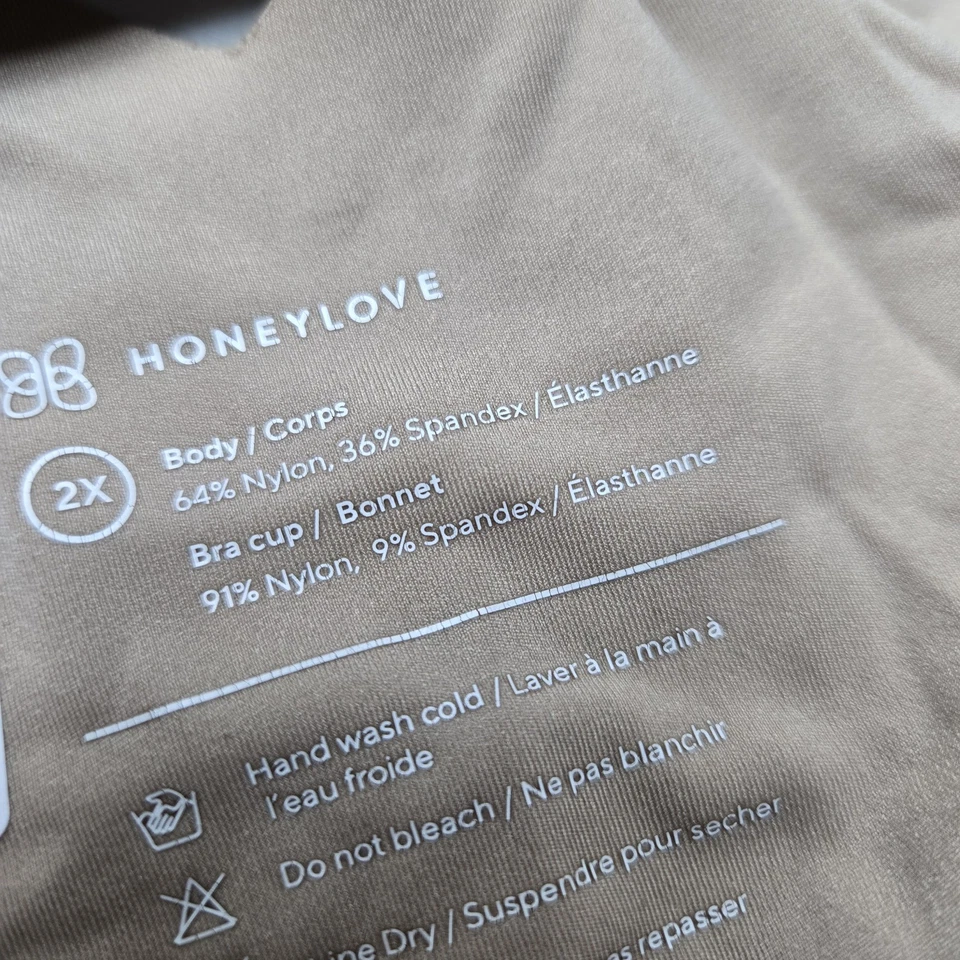 HONEYLOVE
2X
Body / Corps
64% Nylon, 36% Spandex / Élasthanne
Bra cup / Bonnet
91% Nylon, 9% Spandex / Élasthanne
Hand wash cold / Laver à la main à
l'eau froide
Do not bleach / Ne pas blanchir
Dry / Suspendre pour secher
repasser